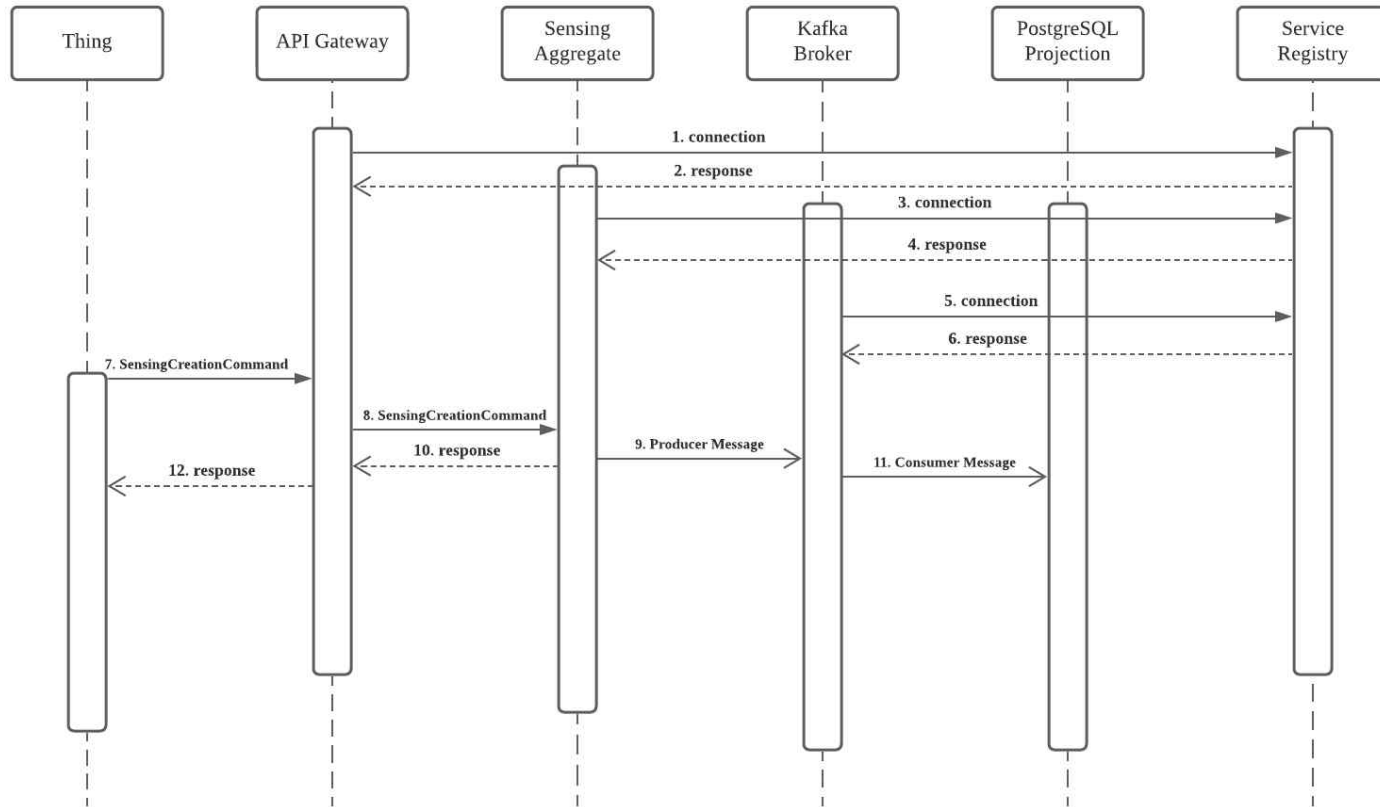 Thing
API Gateway
Sensing
Aggregate
Kafka
Broker
PostgreSQL
Projection
Service
Registry
1. connection
2. response
3. connection
4. response
5. connection
6. response
7. SensingCreationCommand
8. SensingCreationCommand
9. Producer Message
10. response
11. Consumer Message
12. response